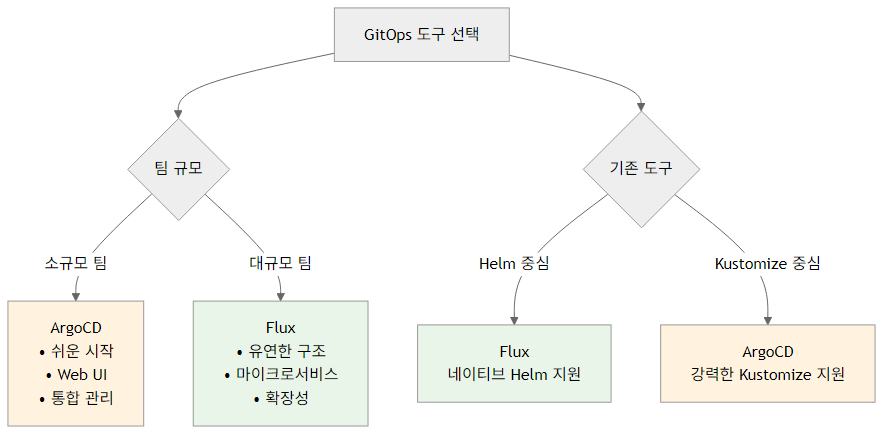 GitOps 도구 선택
팀 규모
기존 도구
소규모 팀
대규모 팀
Helm 중심
Kustomize 중심
ArgoCD
• 쉬운 시작
• Web UI
• 통합 관리
Flux
• 유연한 구조
• 마이크로서비스
• 확장성
Flux
네이티브 Helm 지원
ArgoCD
강력한 Kustomize 지원